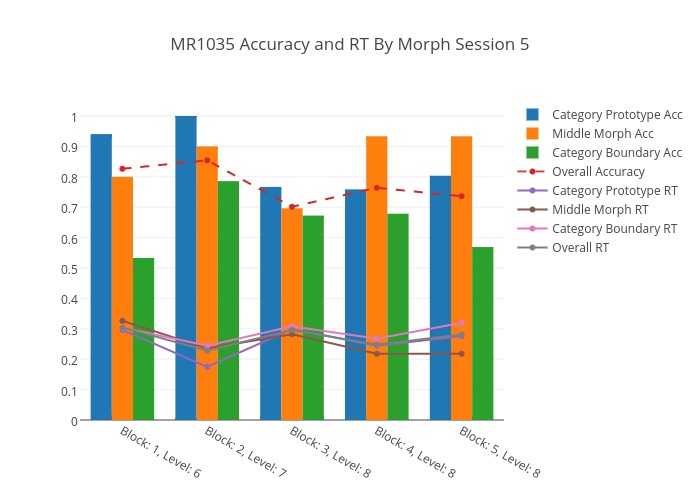 MR1035 Accuracy and RT By Morph Session 5
1
0.9
0.8
0.7
0.6
0.5
0.4
0.3
0.2
0.1
0
Block: 1, Level: 6
Block: 2, Level: 7
Block: 3, Level: 8
Block: 4, Level: 8
Block: 5, Level: 8
Category Prototype Acc
Middle Morph Acc
Category Boundary Acc
Overall Accuracy
Category Prototype RT
Middle Morph RT
Category Boundary RT
Overall RT